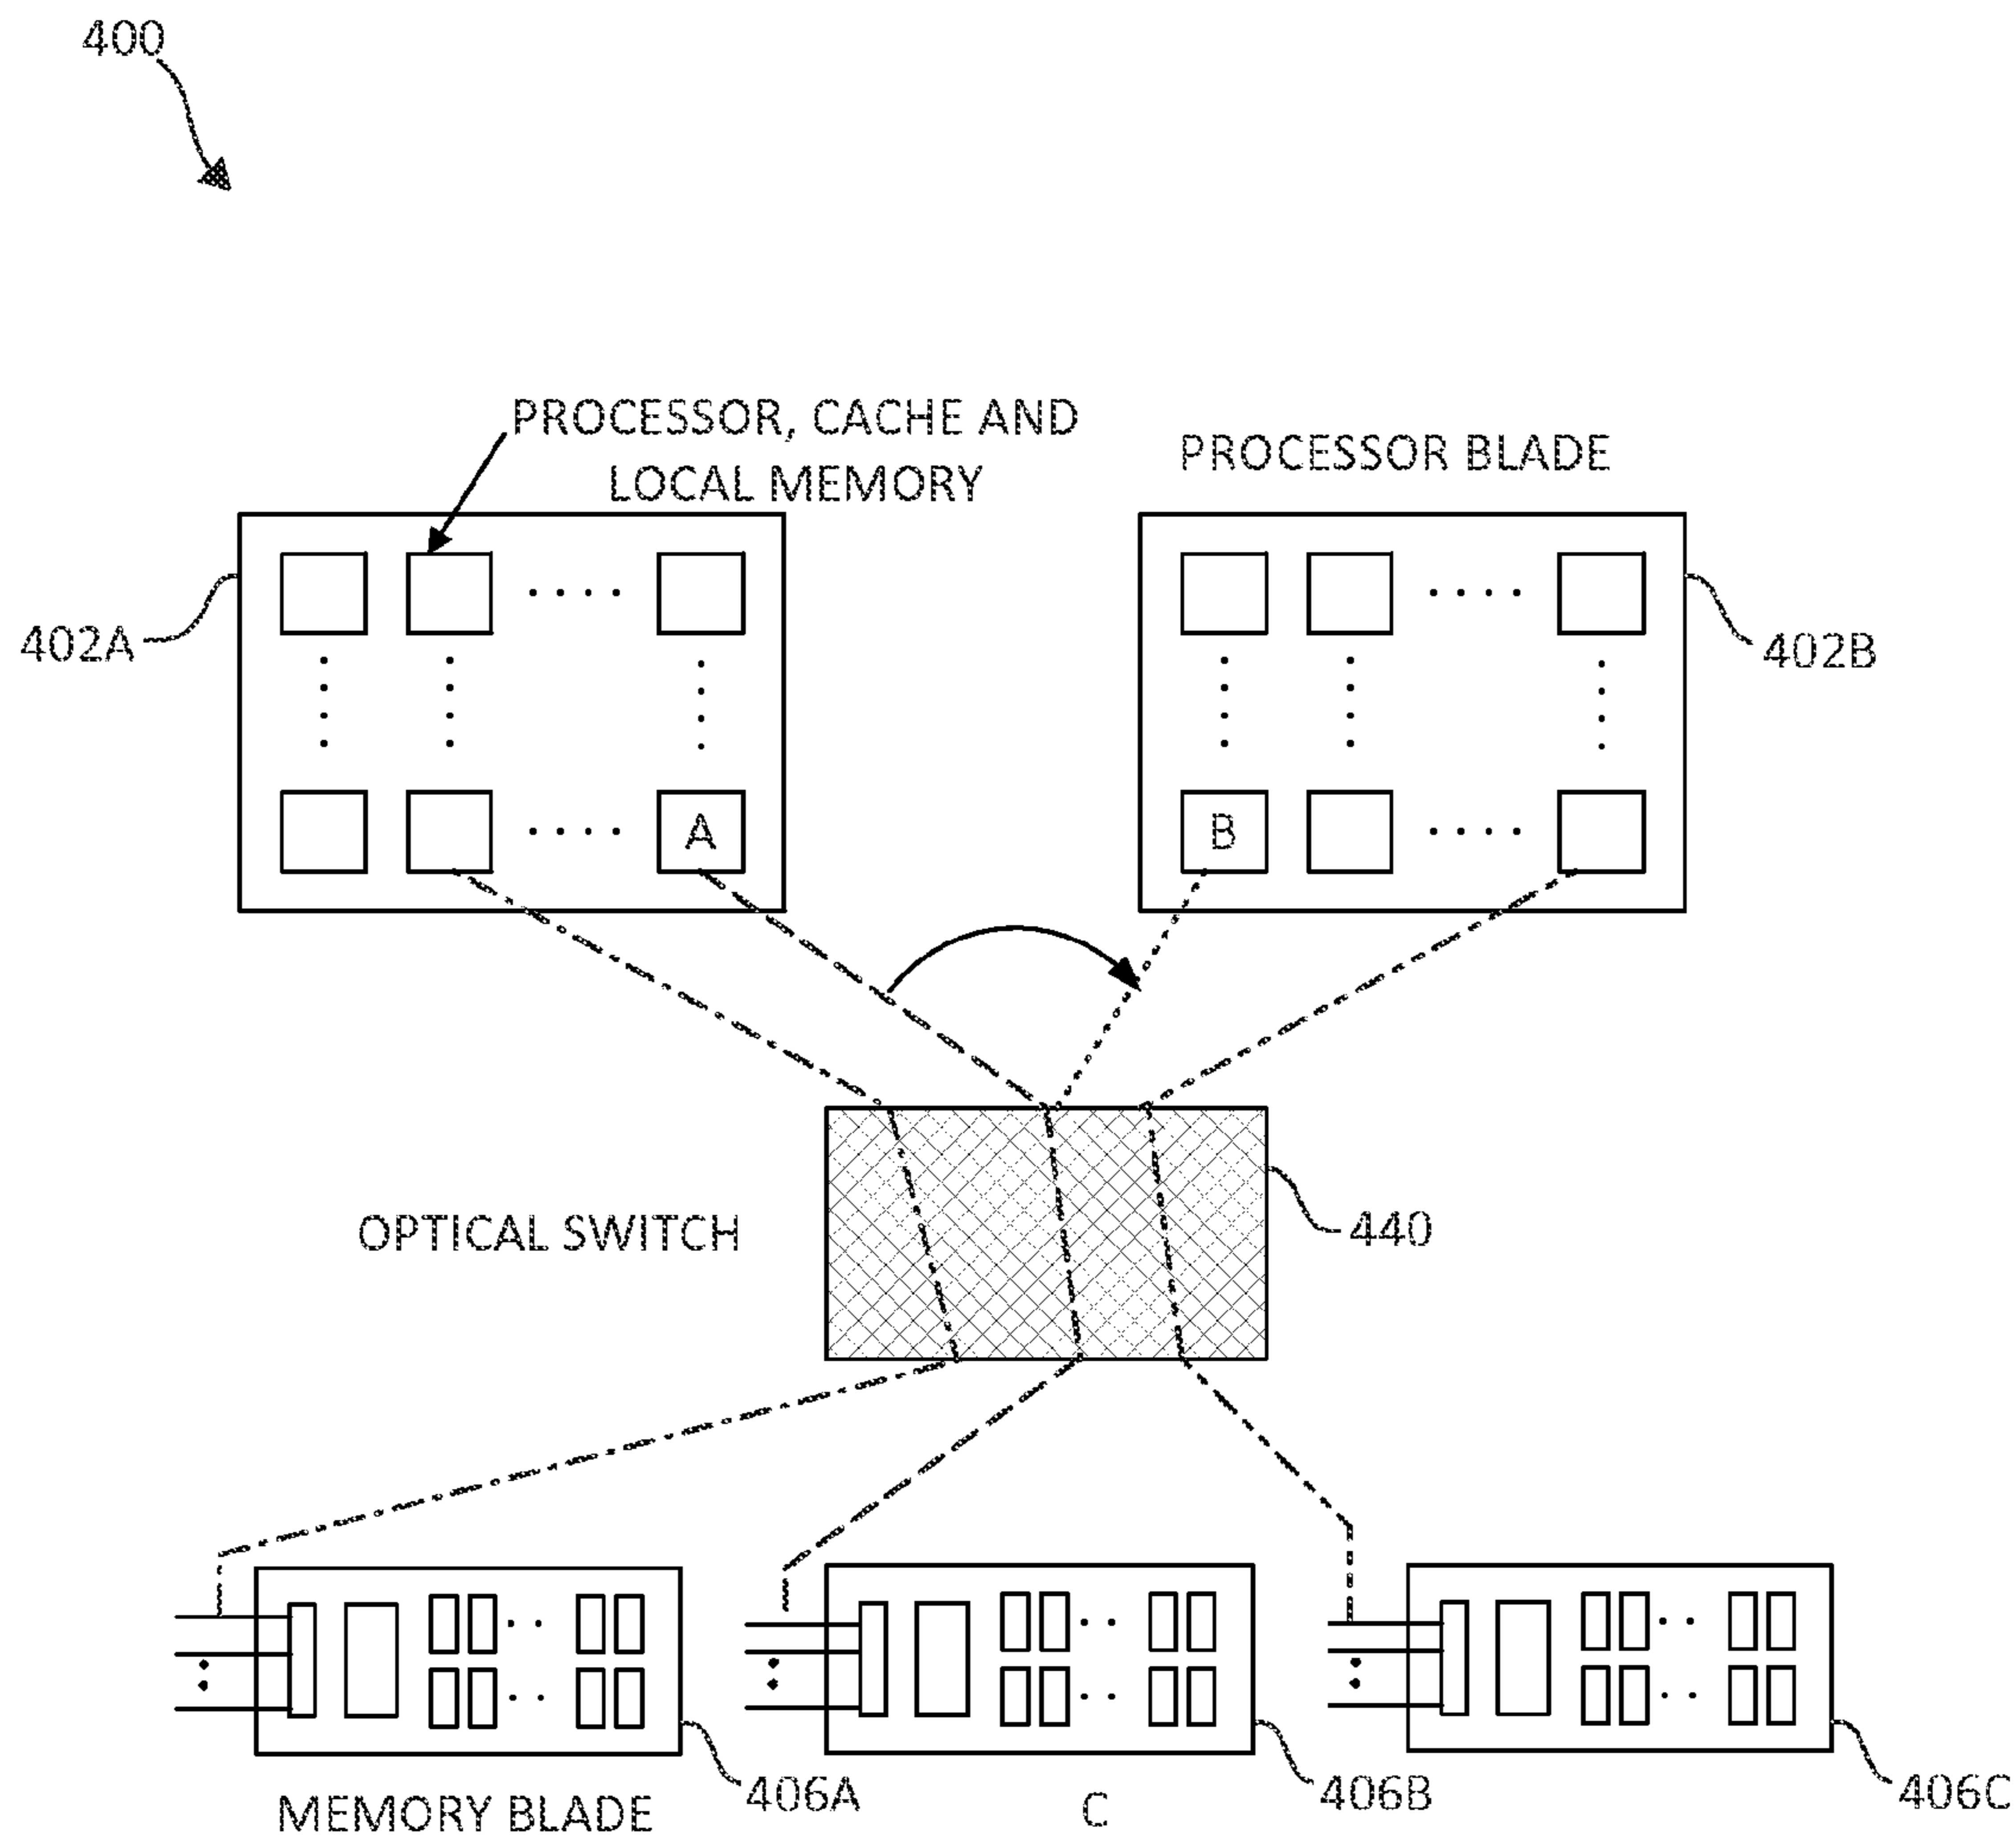 400
PROCESSOR, CACHE AND
LOCAL MEMORY
PROCESSOR BLADE
402A
402B
A
B
OPTICAL SWITCH
440
MEMORY BLADE
406A
C
406B
406C